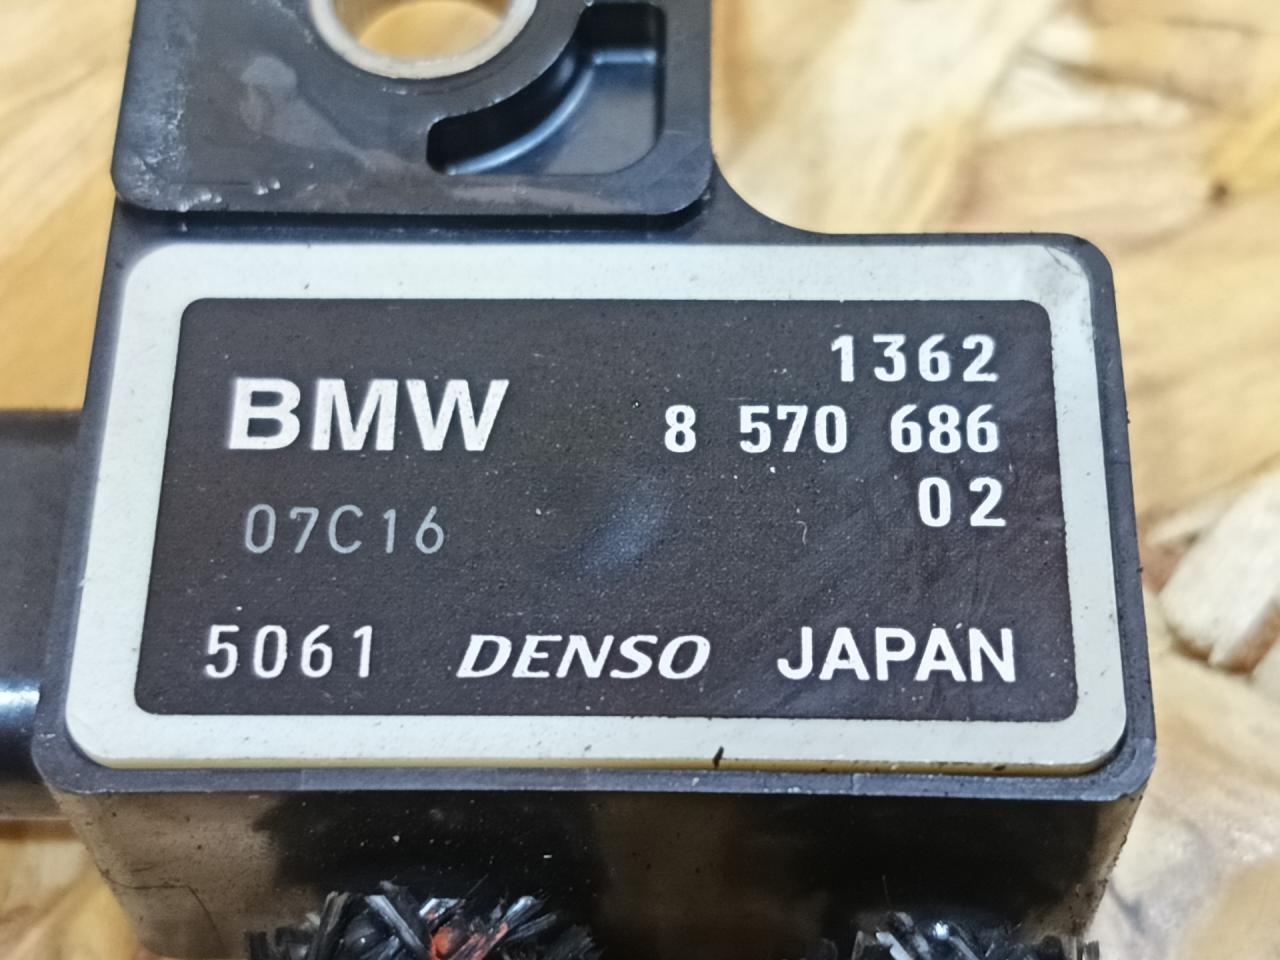 1362
BMW 8 570 686
02
07C16
5061 DENSO JAPAN